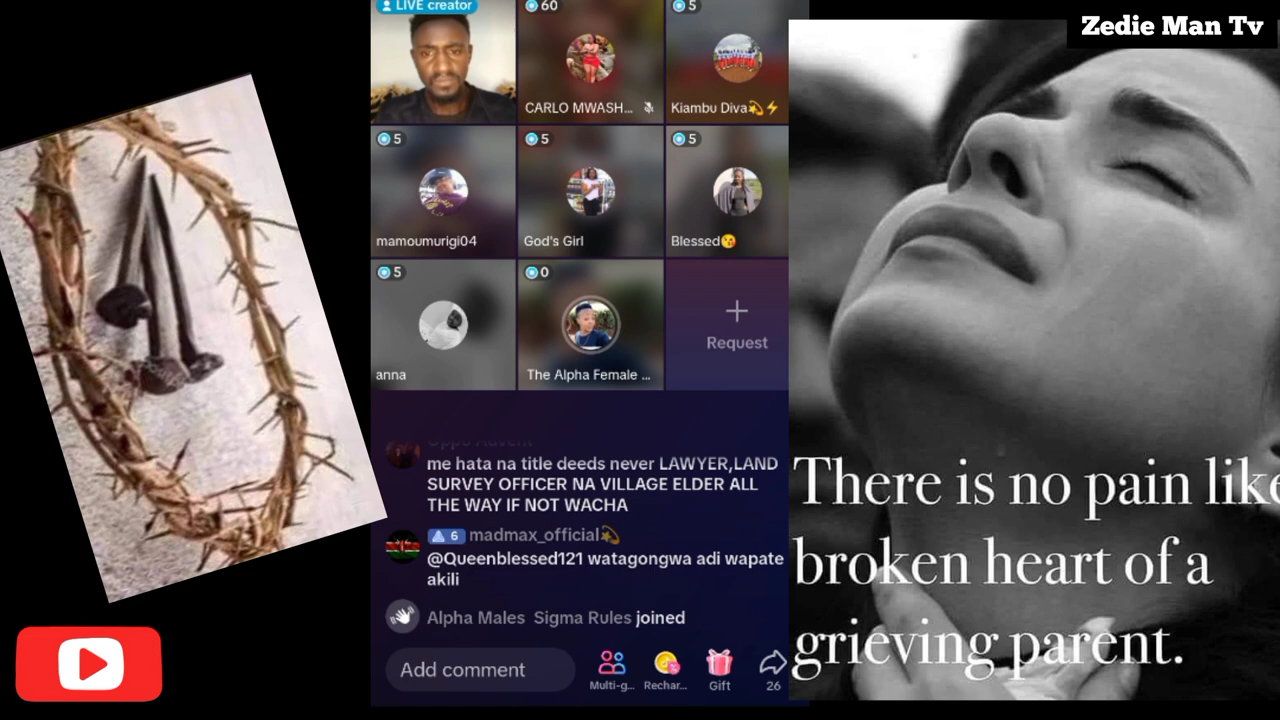 Zedie Man Tv
LIVE creator
60
5
CARLO MWASH...
Kiambu Diva💫⚡
5
5
5
mamoumurigi04
God's Girl
Blessed😘
5
0
anna
The Alpha Female ...
+
Request
me hata na title deeds never LAWYER,LAND
SURVEY OFFICER NA VILLAGE ELDER ALL
THE WAY IF NOT WACHA
6 madmax_official💫
@Queenblessed121 watagongwa adi wapate
akili
Alpha Males Sigma Rules joined
Add comment
Multi-g...
Rechar...
Gift
26
There is no pain like
broken heart of a
grieving parent.